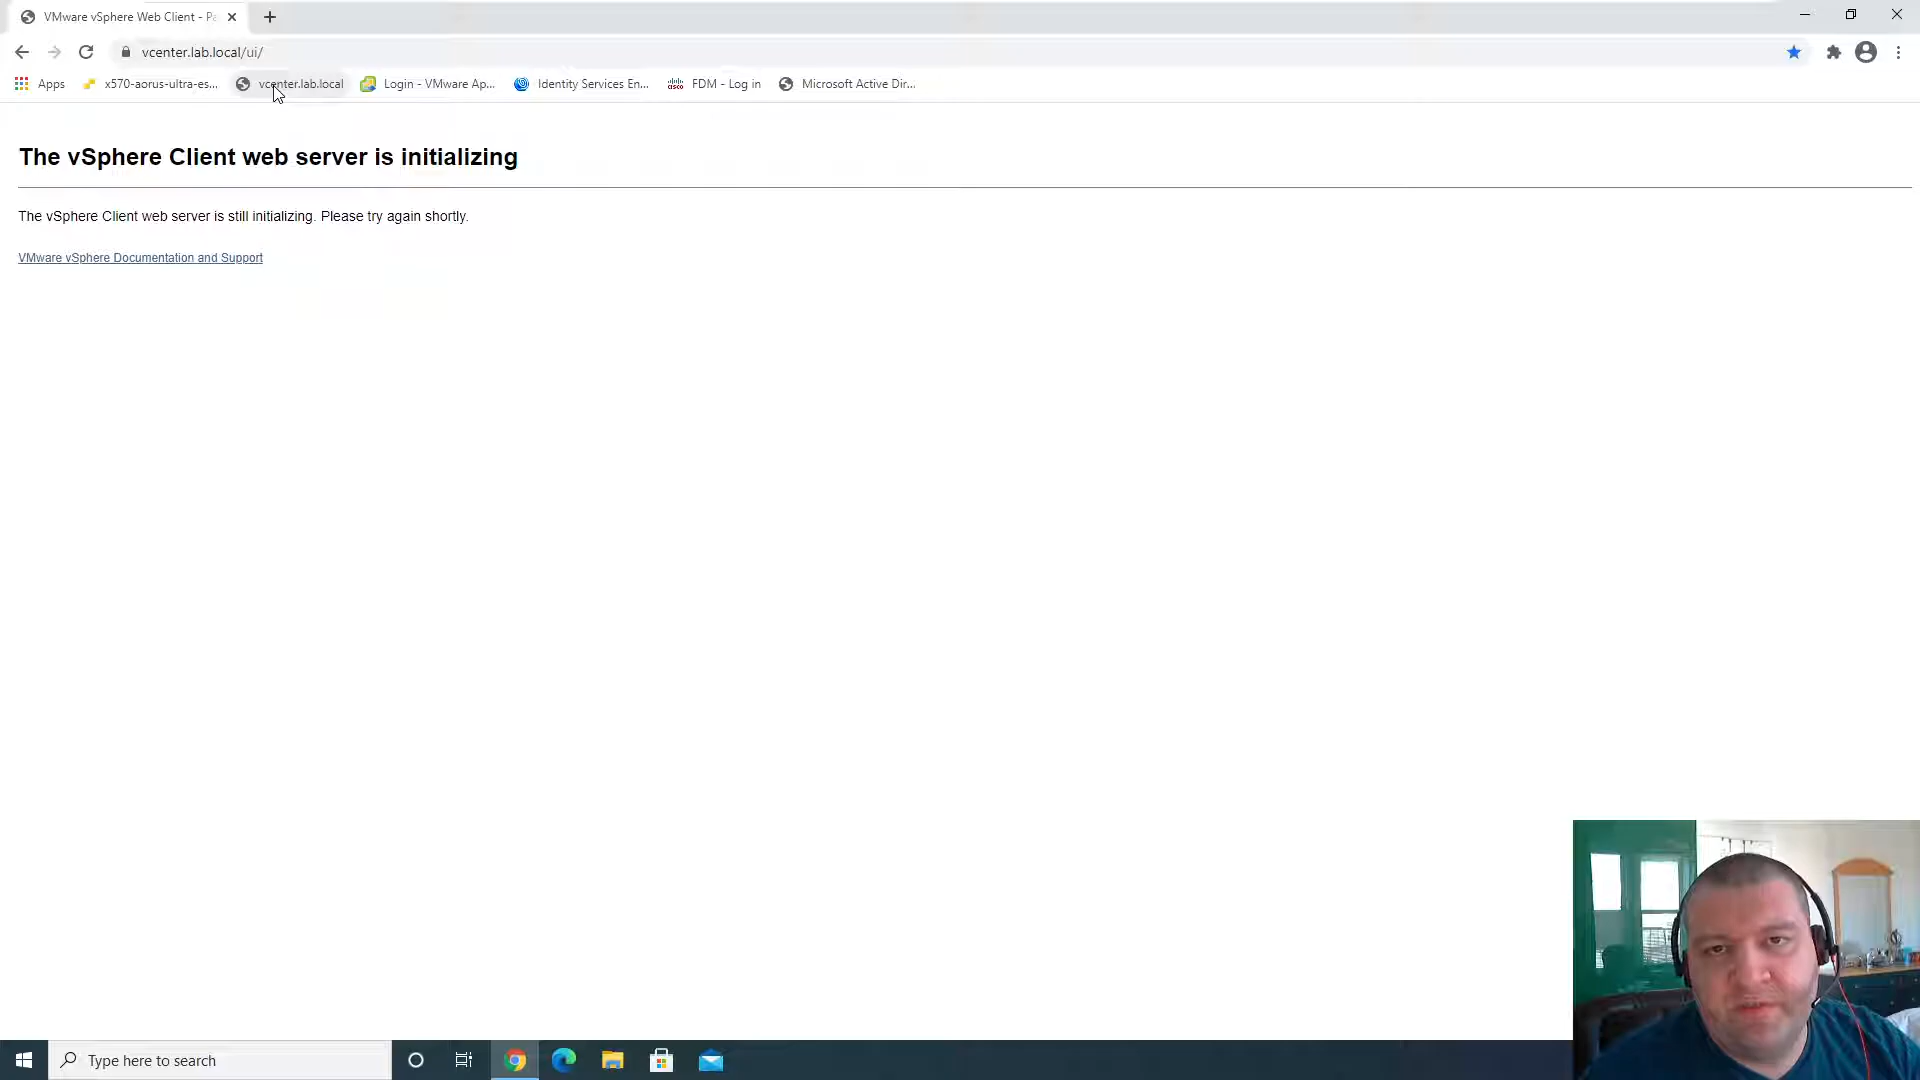 VMware vSphere Web Client - Pa
vcenter.lab.local/ui/
Apps
x570-aorus-ultra-es...
vcenter.lab.local
Login - VMware Ap...
Identity Services En...
cisco
FDM - Log in
Microsoft Active Dir...
The vSphere Client web server is initializing
The vSphere Client web server is still initializing. Please try again shortly.
VMware vSphere Documentation and Support
Type here to search